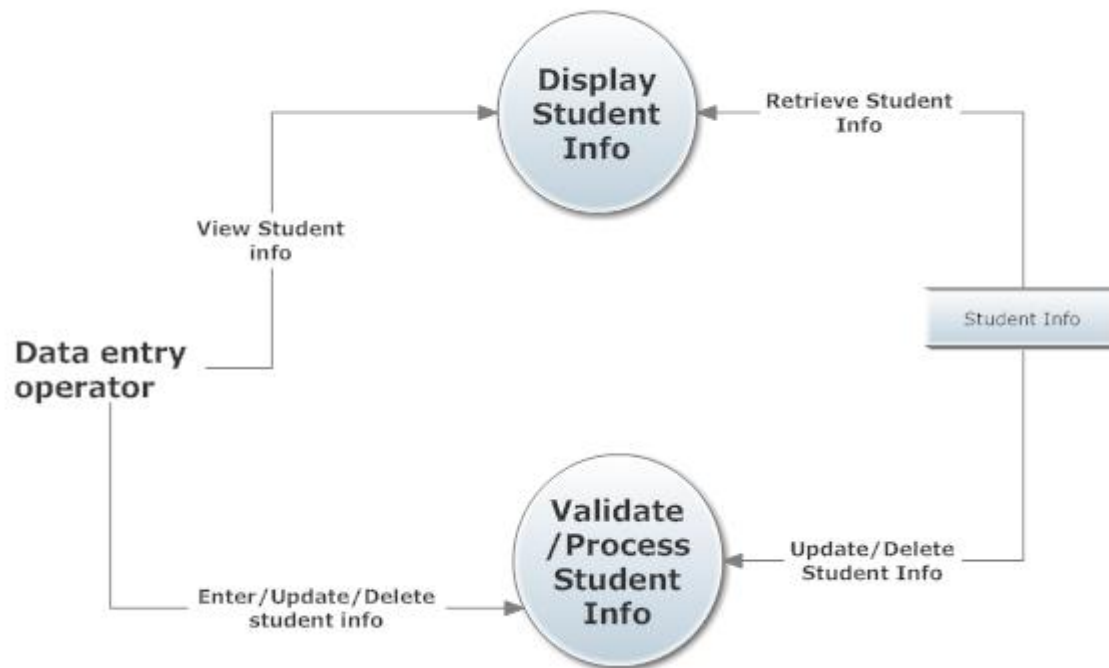 Display
Student
Info
Retrieve Student
Info
View Student
info
Student Info
Data entry
operator
Validate
/Process
Student
Info
Update/Delete
Student Info
Enter/Update/Delete
student info